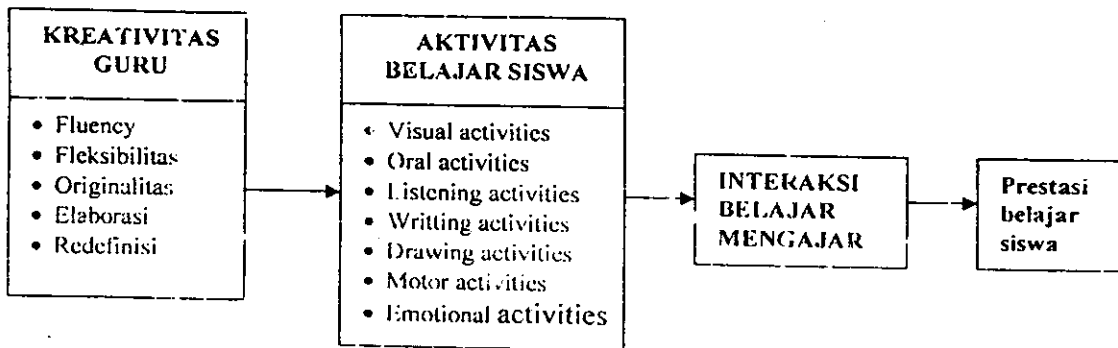 KREATIVITAS
GURU
• Fluency
• Fleksibilitas
• Originalitas
• Elaborasi
• Redefinisi
AKTIVITAS
BELAJAR SISWA
• Visual activities
• Oral activities
• Listening activities
• Writting activities
• Drawing activities
• Motor activities
• Emotional activities
INTERAKSI
BELAJAR
MENGAJAR
Prestasi
belajar
siswa